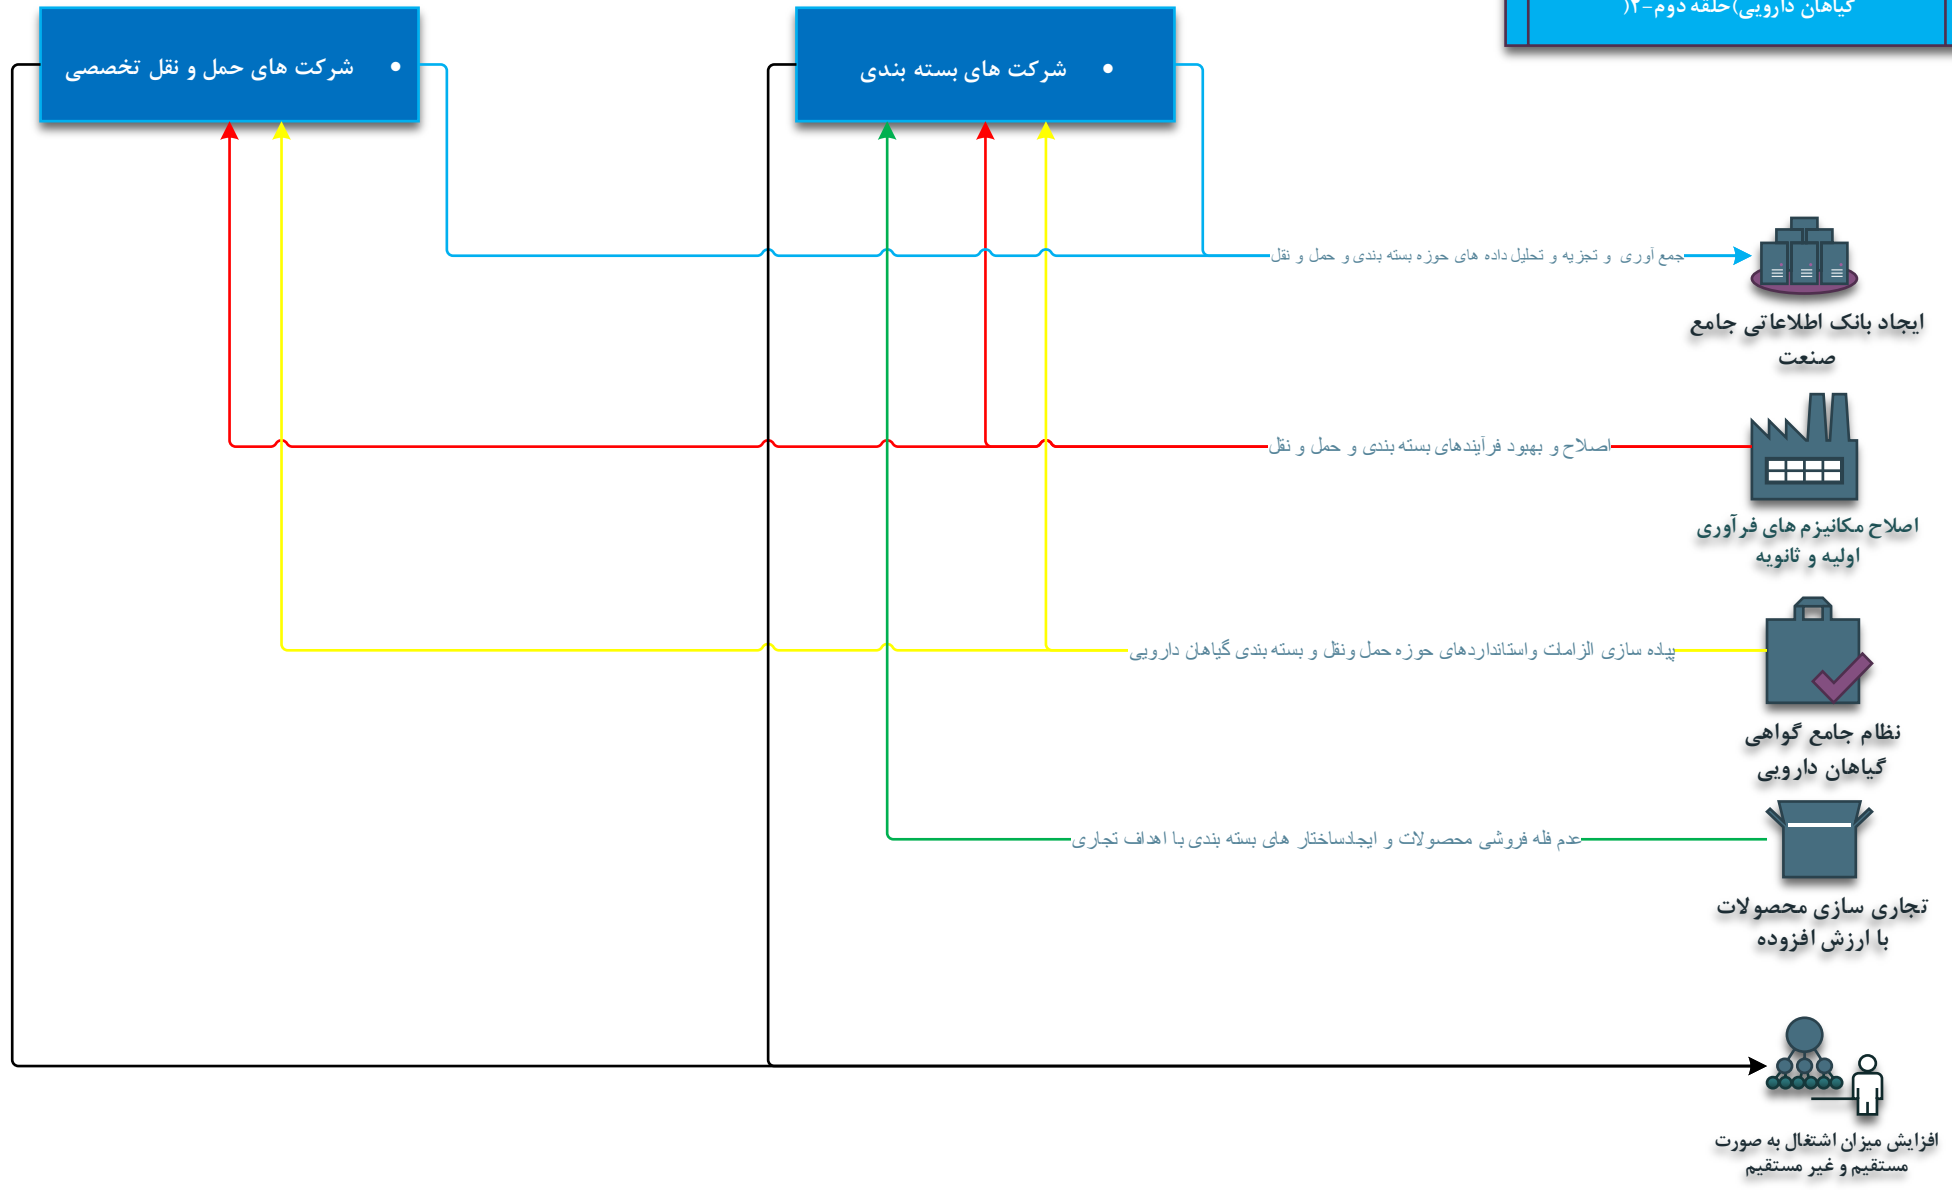 گیاهان دارویی)حلقه دوم-۲(
• شرکت های بسته بندی
• شرکت های حمل و نقل تخصصی
جمع آوری و تجزیه و تحلیل داده های حوزه بسته بندی و حمل و نقل
ایجاد بانک اطلاعاتی جامع
صنعت
اصلاح و بهبود فرآیندهای بسته بندی و حمل و نقل
اصلاح مکانیزم های فرآوری
اولیه و ثانویه
پیاده سازی الزامات واستانداردهای حوزه حمل ونقل و بسته بندی گیاهان دارویی
نظام جامع گواهی
گیاهان دارویی
عدم فله فروشی محصولات و ایجادساختار های بسته بندی با اهداف تجاری
تجاری سازی محصولات
با ارزش افزوده
افزایش میزان اشتغال به صورت
مستقیم و غیر مستقیم